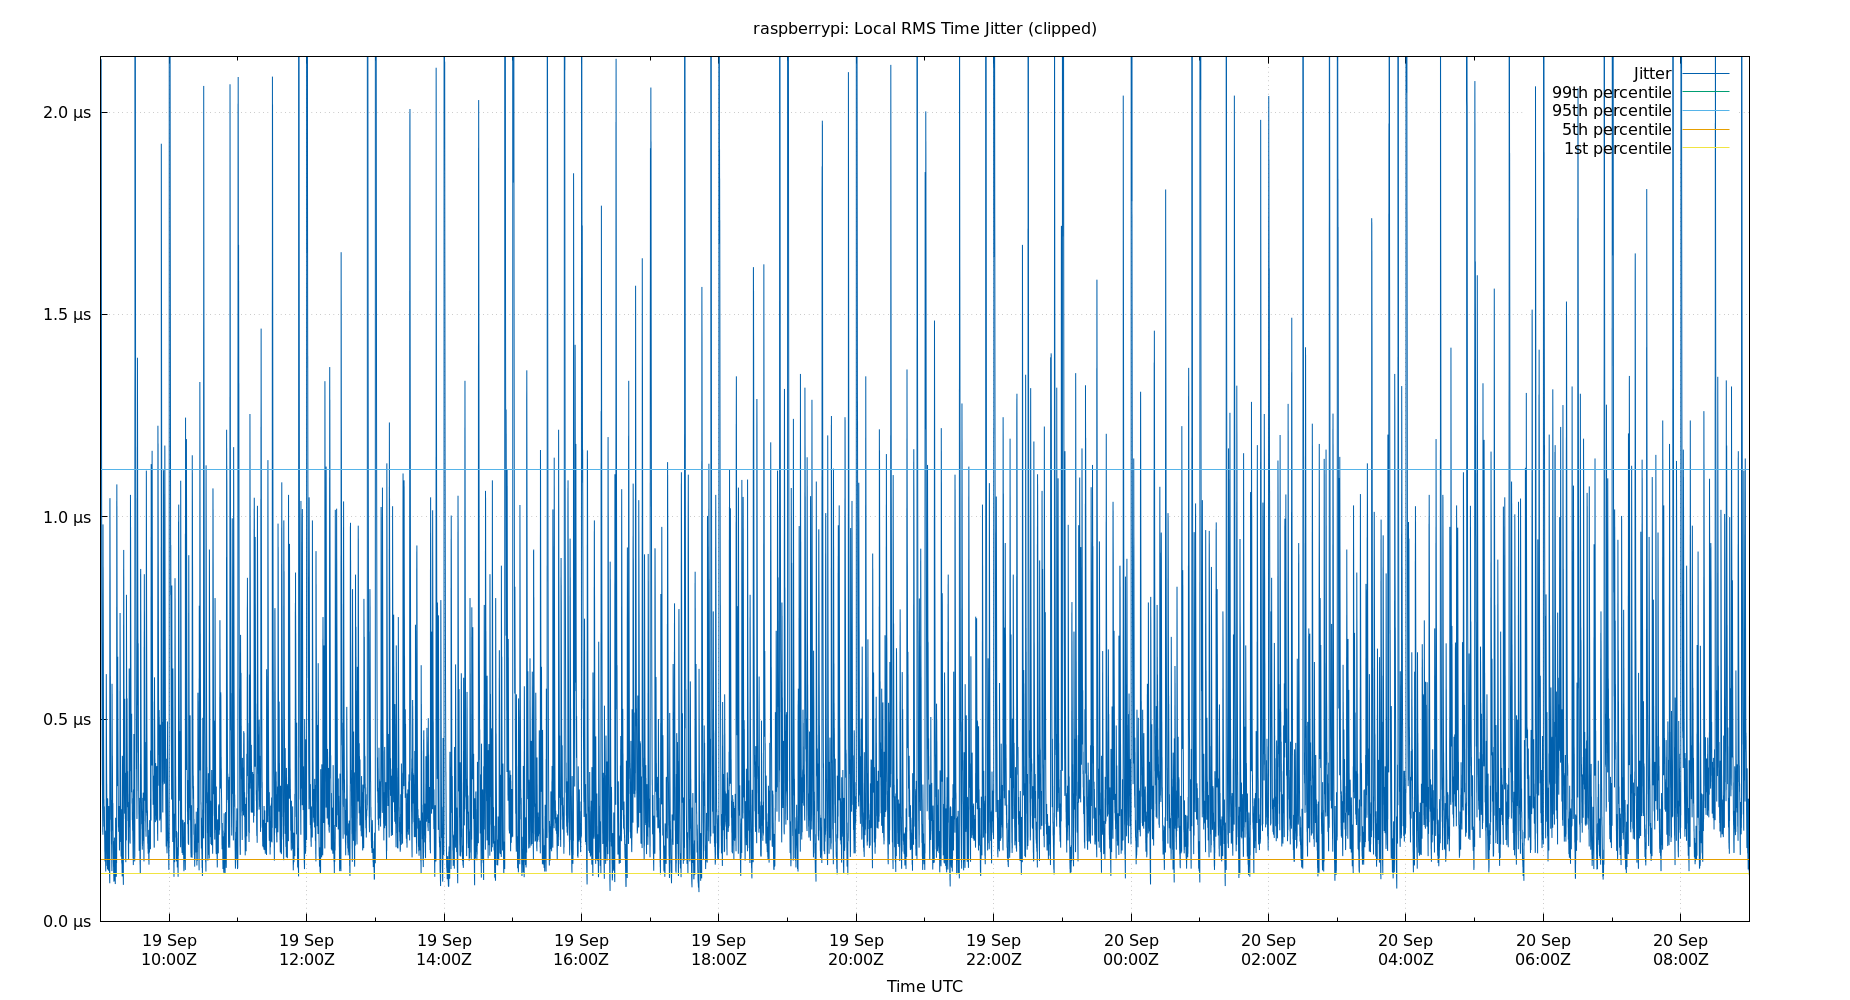 raspberrypi: Local RMS Time Jitter (clipped)
Jitter
99th percentile
95th percentile
5th percentile
1st percentile
2.0 µs
1.5 µs
1.0 µs
0.5 µs
0.0 µs
19 Sep 19 Sep 19 Sep 19 Sep 19 Sep 19 Sep 19 Sep 20 Sep 20 Sep 20 Sep 20 Sep 20 Sep
10:00Z 12:00Z 14:00Z 16:00Z 18:00Z 20:00Z 22:00Z 00:00Z 02:00Z 04:00Z 06:00Z 08:00Z
Time UTC